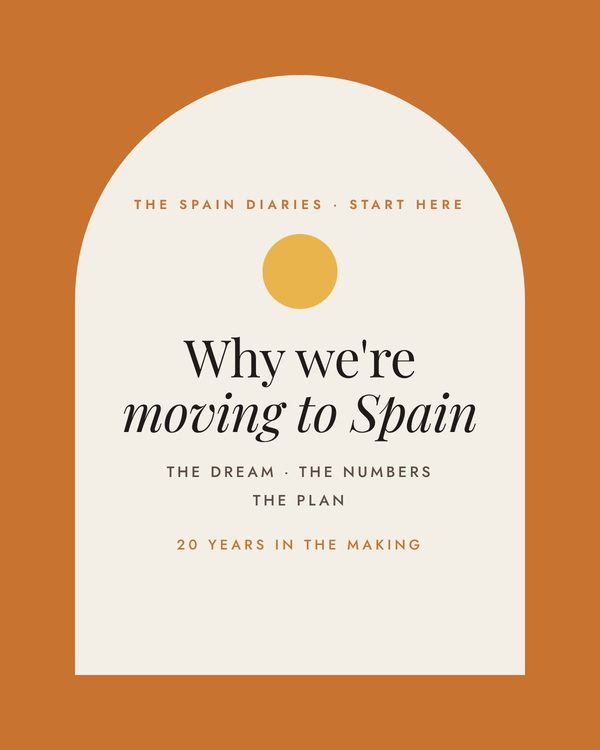 THE SPAIN DIARIES · START HERE
Why we're
moving to Spain
THE DREAM · THE NUMBERS
THE PLAN
20 YEARS IN THE MAKING